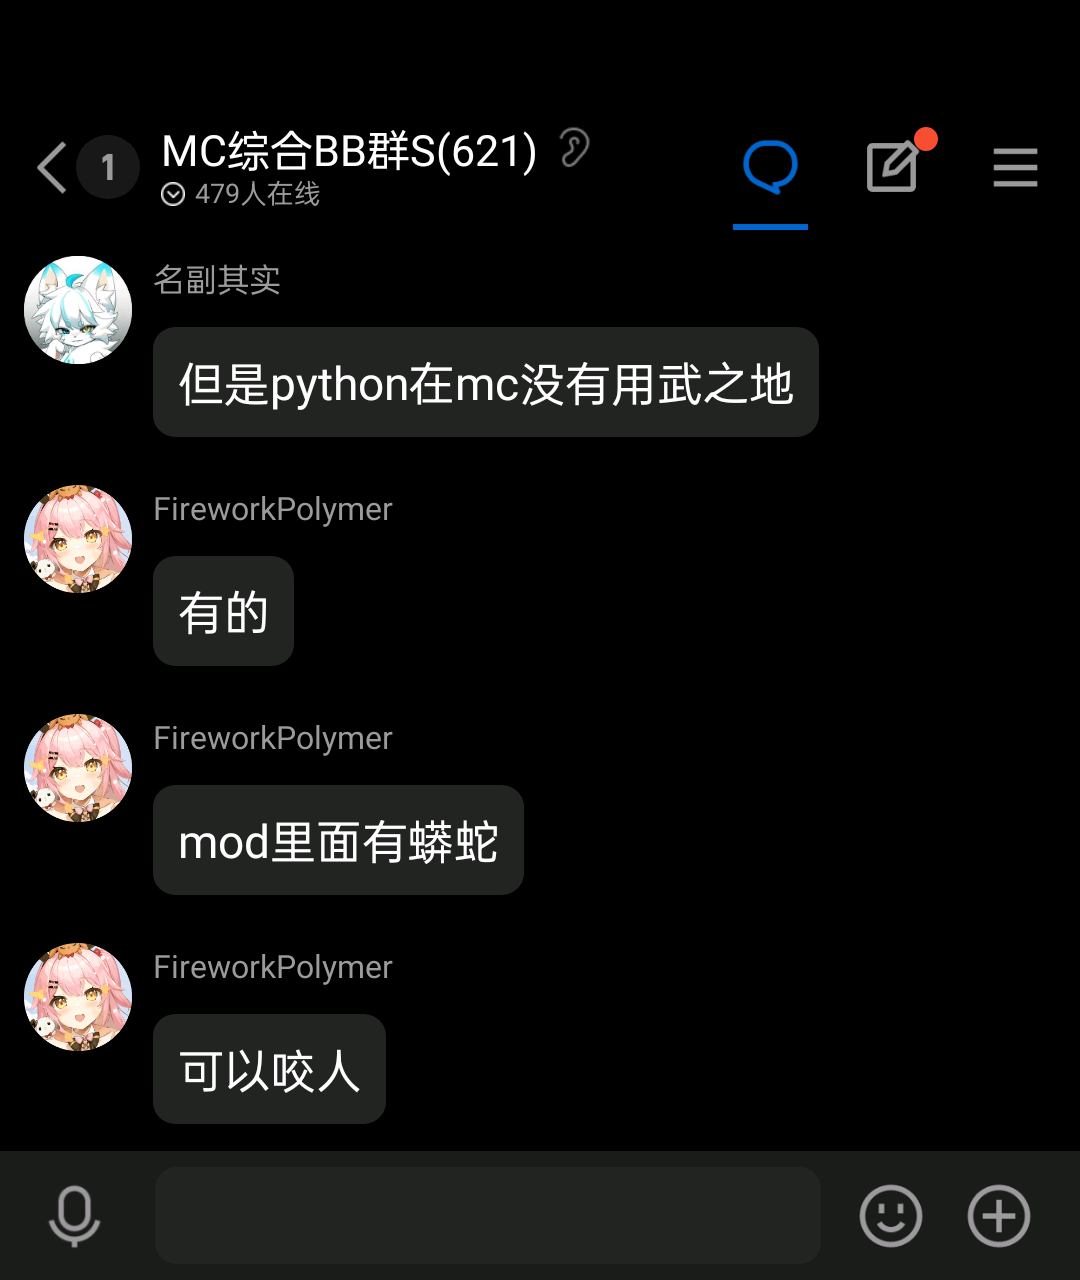 1
MC综合BB群S(621)
479人在线
名副其实
但是python在mc没有用武之地
FireworkPolymer
有的
FireworkPolymer
mod里面有蟒蛇
FireworkPolymer
可以咬人